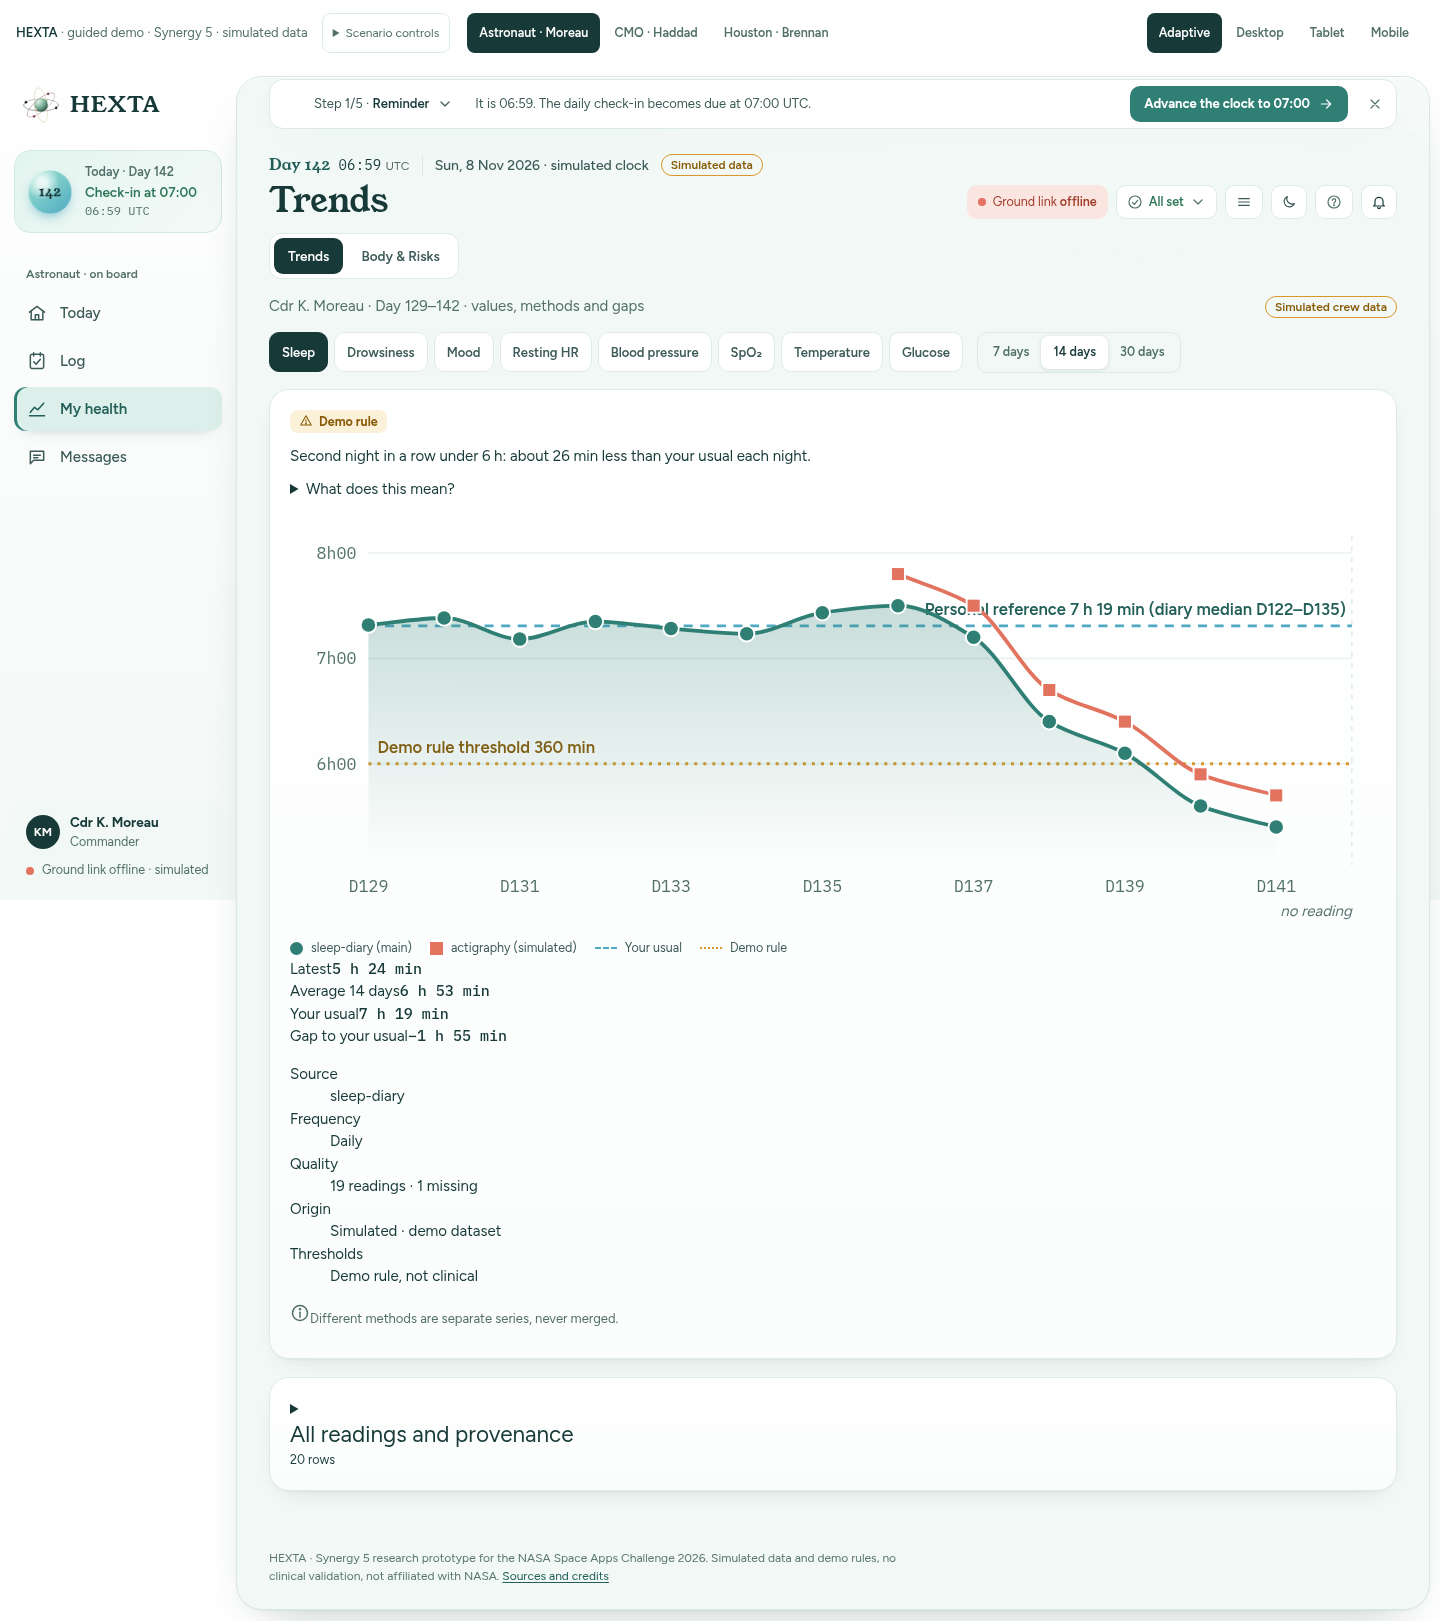 HEXTA · guided demo · Synergy 5 · simulated data
Scenario controls
Astronaut · Moreau
CMO · Haddad
Houston · Brennan
Adaptive
Desktop
Tablet
Mobile
HEXTA
142
Today · Day 142
Check-in at 07:00
06:59 UTC
Astronaut · on board
Today
Log
My health
Messages
KM
Cdr K. Moreau
Commander
Ground link offline · simulated
Step 1/5 · Reminder
It is 06:59. The daily check-in becomes due at 07:00 UTC.
Advance the clock to 07:00
Day 142 06:59 UTC
Sun, 8 Nov 2026 · simulated clock
Simulated data
Trends
Ground link offline
All set
Trends
Body & Risks
Cdr K. Moreau · Day 129–142 · values, methods and gaps
Simulated crew data
Sleep
Drowsiness
Mood
Resting HR
Blood pressure
SpO₂
Temperature
Glucose
7 days
14 days
30 days
Demo rule
Second night in a row under 6 h: about 26 min less than your usual each night.
What does this mean?
8h00
Personal reference 7 h 19 min (diary median D122–D135)
7h00
Demo rule threshold 360 min
6h00
D129 D131 D133 D135 D137 D139 D141
no reading
sleep-diary (main)
actigraphy (simulated)
Your usual
Demo rule
Latest5 h 24 min
Average 14 days6 h 53 min
Your usual7 h 19 min
Gap to your usual−1 h 55 min
Source
sleep-diary
Frequency
Daily
Quality
19 readings · 1 missing
Origin
Simulated · demo dataset
Thresholds
Demo rule, not clinical
Different methods are separate series, never merged.
All readings and provenance
20 rows
HEXTA · Synergy 5 research prototype for the NASA Space Apps Challenge 2026. Simulated data and demo rules, no
clinical validation, not affiliated with NASA. Sources and credits